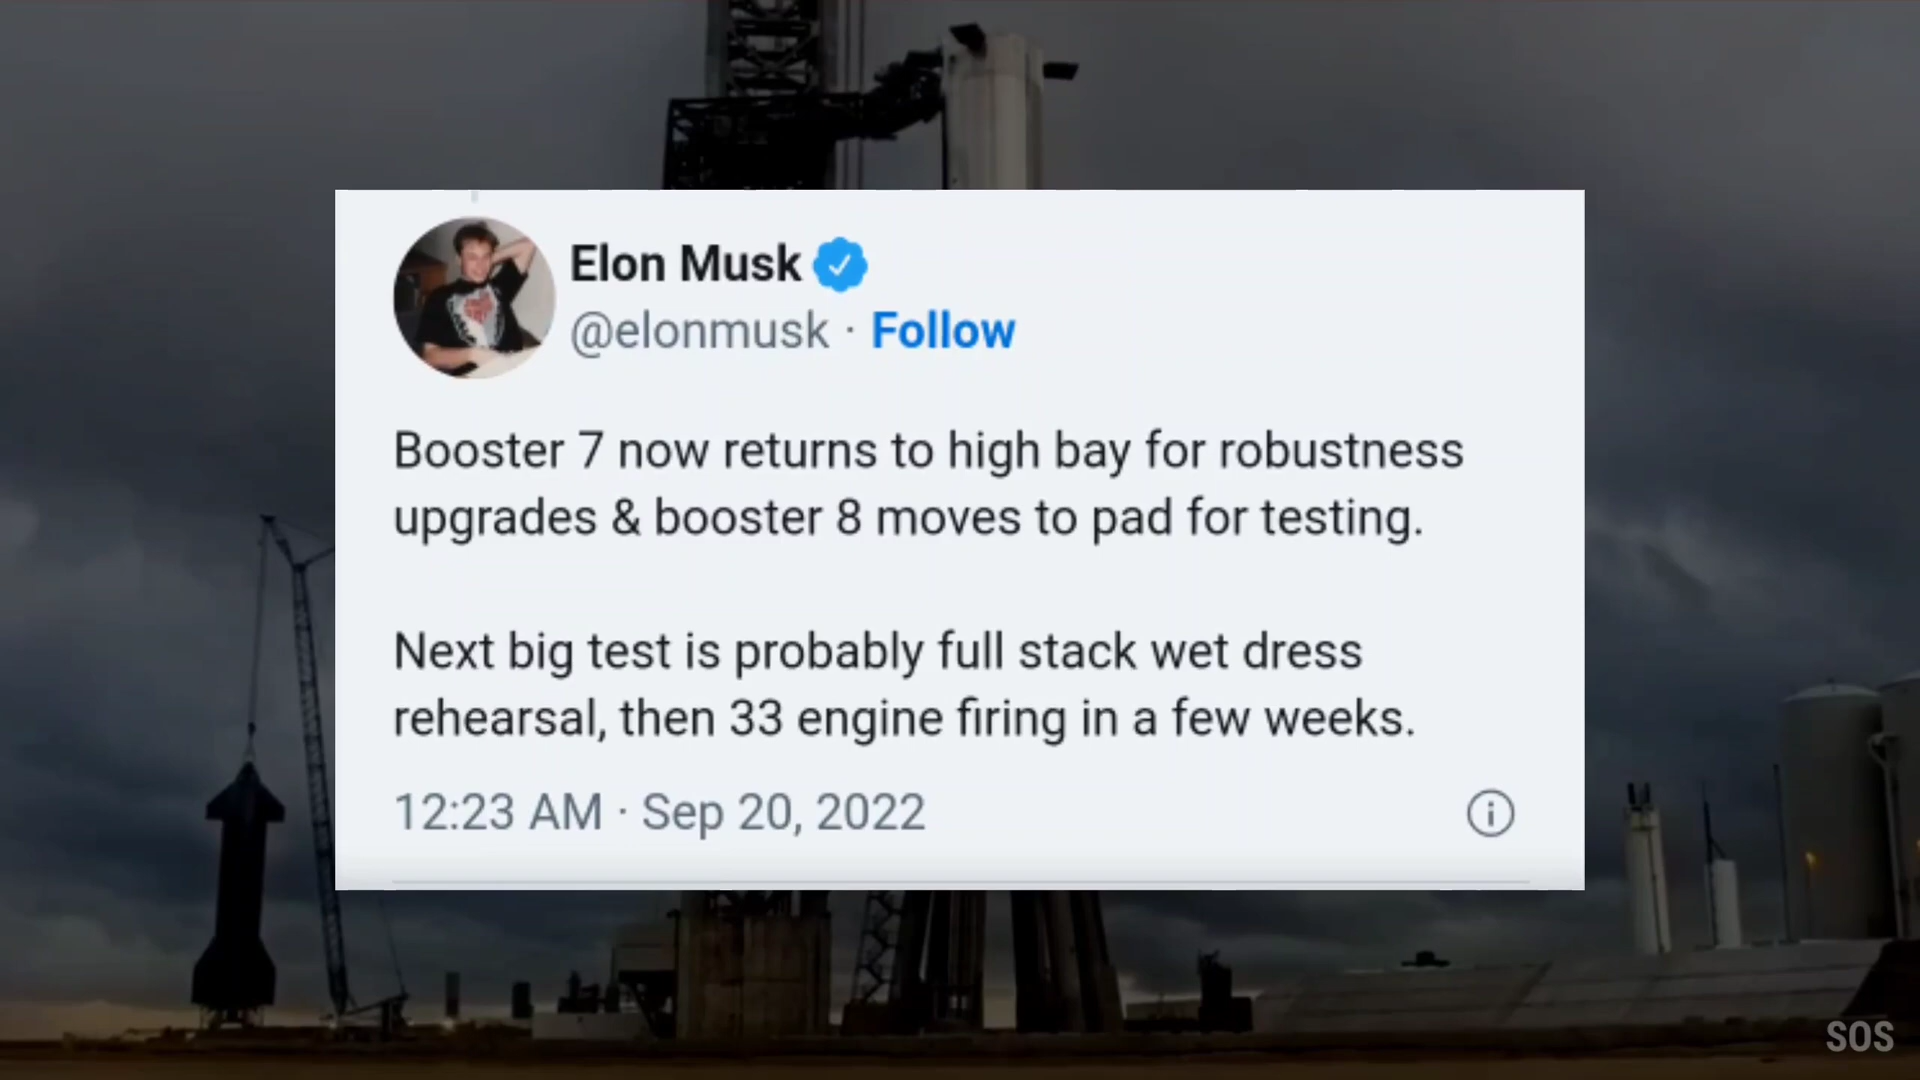 Elon Musk
@elonmusk · Follow
Booster 7 now returns to high bay for robustness
upgrades & booster 8 moves to pad for testing.
Next big test is probably full stack wet dress
rehearsal, then 33 engine firing in a few weeks.
12:23 AM · Sep 20, 2022
SOS